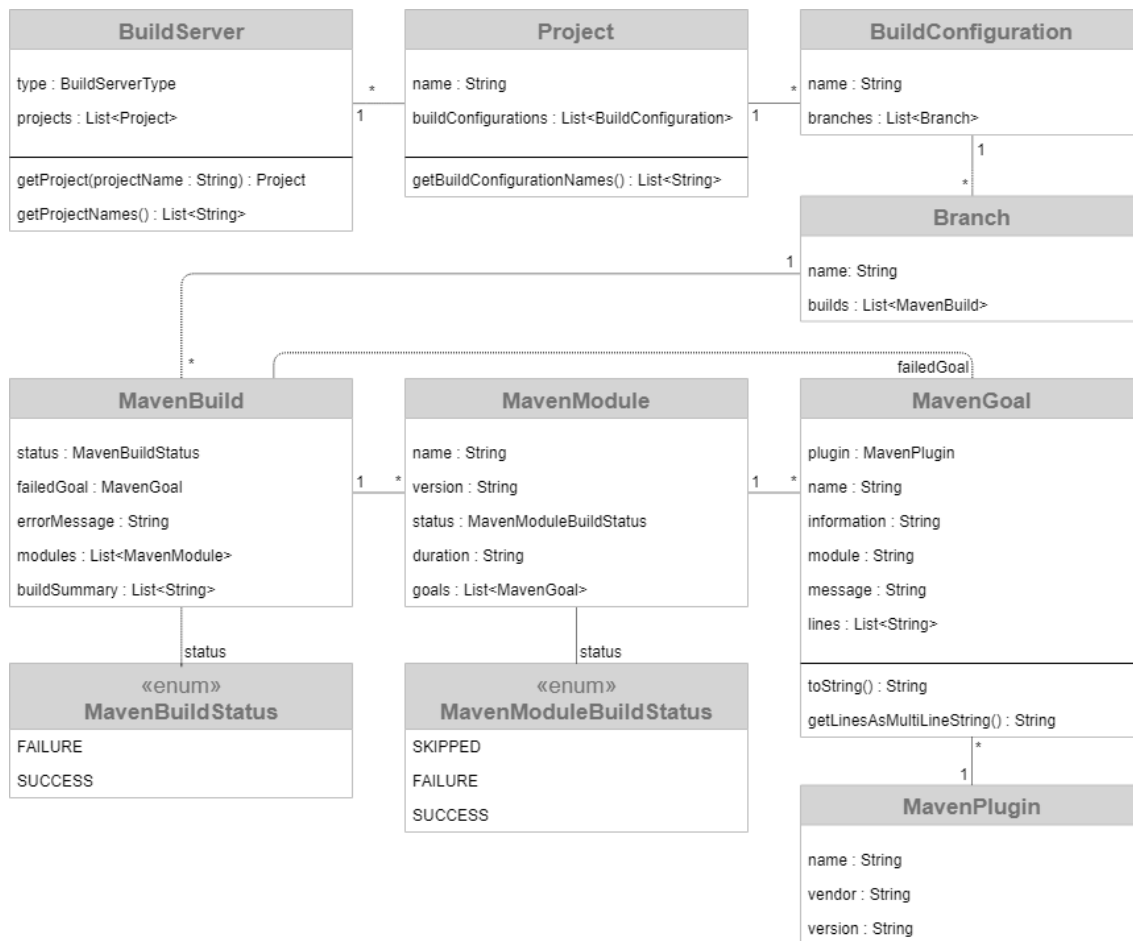 BuildServer
type : BuildServerType
projects : List<Project>
getProject(projectName : String) : Project
getProjectNames() : List<String>
*
1
Project
name : String
buildConfigurations : List<BuildConfiguration>
getBuildConfigurationNames() : List<String>
*
1
BuildConfiguration
name : String
branches : List<Branch>
1
*
Branch
name: String
builds : List<MavenBuild>
1
*
failedGoal
MavenBuild
status : MavenBuildStatus
failedGoal : MavenGoal
errorMessage : String
modules : List<MavenModule>
buildSummary : List<String>
1
*
MavenModule
name : String
version : String
status : MavenModuleBuildStatus
duration : String
goals : List<MavenGoal>
1
*
MavenGoal
plugin : MavenPlugin
name : String
information : String
module : String
message : String
lines : List<String>
toString() : String
getLinesAsMultiLineString() : String
status
«enum»
MavenBuildStatus
FAILURE
SUCCESS
status
«enum»
MavenModuleBuildStatus
SKIPPED
FAILURE
SUCCESS
*
1
MavenPlugin
name : String
vendor : String
version : String